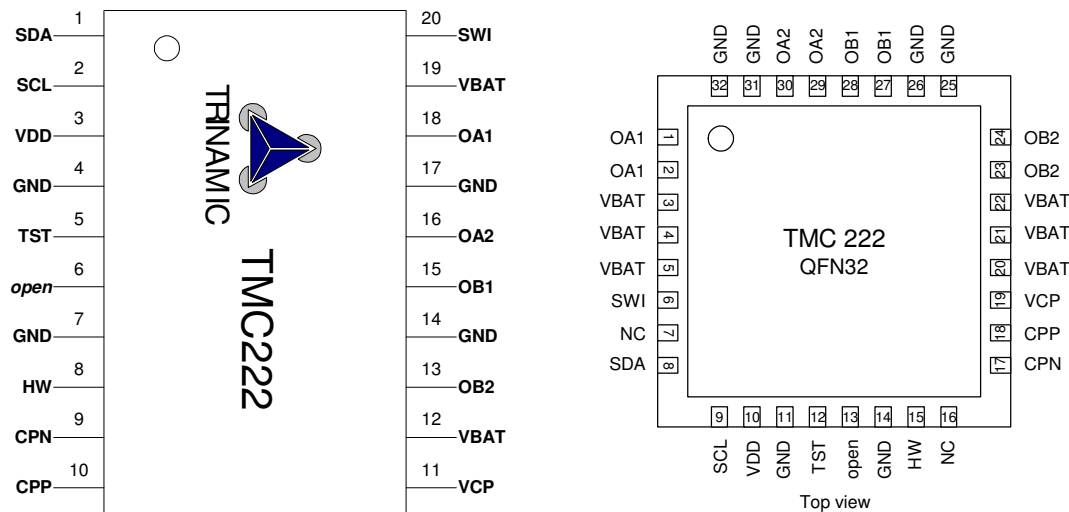 1 20
SDA SWI
2 19
SCL VBAT
3 18
VDD OA1
4 17
GND GND
5 16
TST OA2
6 15
open OB1
7 14
GND GND
8 13
HW OB2
9 12
CPN VBAT
10 11
CPP VCP
TRINAMIC
TMC222
GND GND OA2 OA2 OB1 OB1 GND GND
32 31 30 29 28 27 26 25
OA1 1 24 OB2
OA1 2 23 OB2
VBAT 3 22 VBAT
VBAT 4 21 VBAT
VBAT 5 20 VBAT
SWI 6 19 VCP
NC 7 18 CPP
SDA 8 17 CPN
TMC 222
QFN32
9 10 11 12 13 14 15 16
SCL VDD GND TST open GND HW NC
Top view